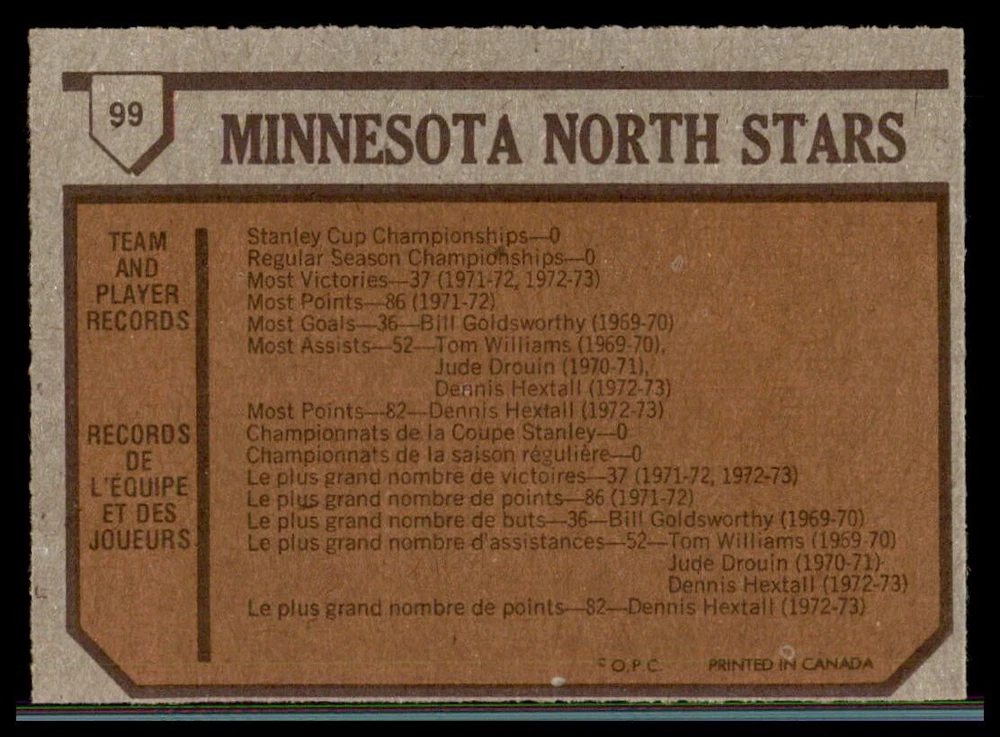 99
MINNESOTA NORTH STARS
TEAM
AND
PLAYER
RECORDS
Stanley Cup Championships—0
Regular Season Championships—0
Most Victories—37 (1971-72, 1972-73)
Most Points—86 (1971-72)
Most Goals—36—Bill Goldsworthy (1969-70)
Most Assists—52—Tom Williams (1969-70),
Jude Drouin (1970-71),
Dennis Hextall (1972-73)
Most Points—82—Dennis Hextall (1972-73)
RECORDS
DE
L'ÉQUIPE
ET DES
JOUEURS
Championnats de la Coupe Stanley—0
Championnats de la saison régulière—0
Le plus grand nombre de victoires—37 (1971-72, 1972-73)
Le plus grand nombre de points—86 (1971-72)
Le plus grand nombre de buts—36—Bill Goldsworthy (1969-70)
Le plus grand nombre d'assistances—52—Tom Williams (1969-70)
Jude Drouin (1970-71)
Dennis Hextall (1972-73)
Le plus grand nombre de points—82—Dennis Hextall (1972-73)
© O.P.C. PRINTED IN CANADA